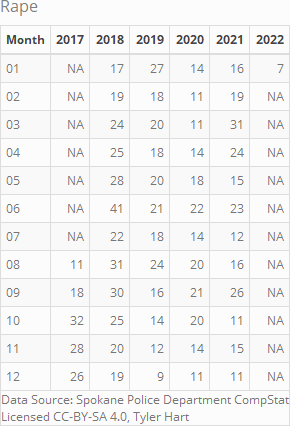 Rape
Month 2017 2018 2019 2020 2021 2022
01 NA 17 27 14 16 7
02 NA 19 18 11 19 NA
03 NA 24 20 11 31 NA
04 NA 25 18 14 24 NA
05 NA 28 20 18 15 NA
06 NA 41 21 22 23 NA
07 NA 22 18 14 12 NA
08 11 31 24 20 16 NA
09 18 30 16 21 26 NA
10 32 25 14 20 11 NA
11 28 20 12 14 15 NA
12 26 19 9 11 11 NA
Data Source: Spokane Police Department CompStat
Licensed CC-BY-SA 4.0, Tyler Hart